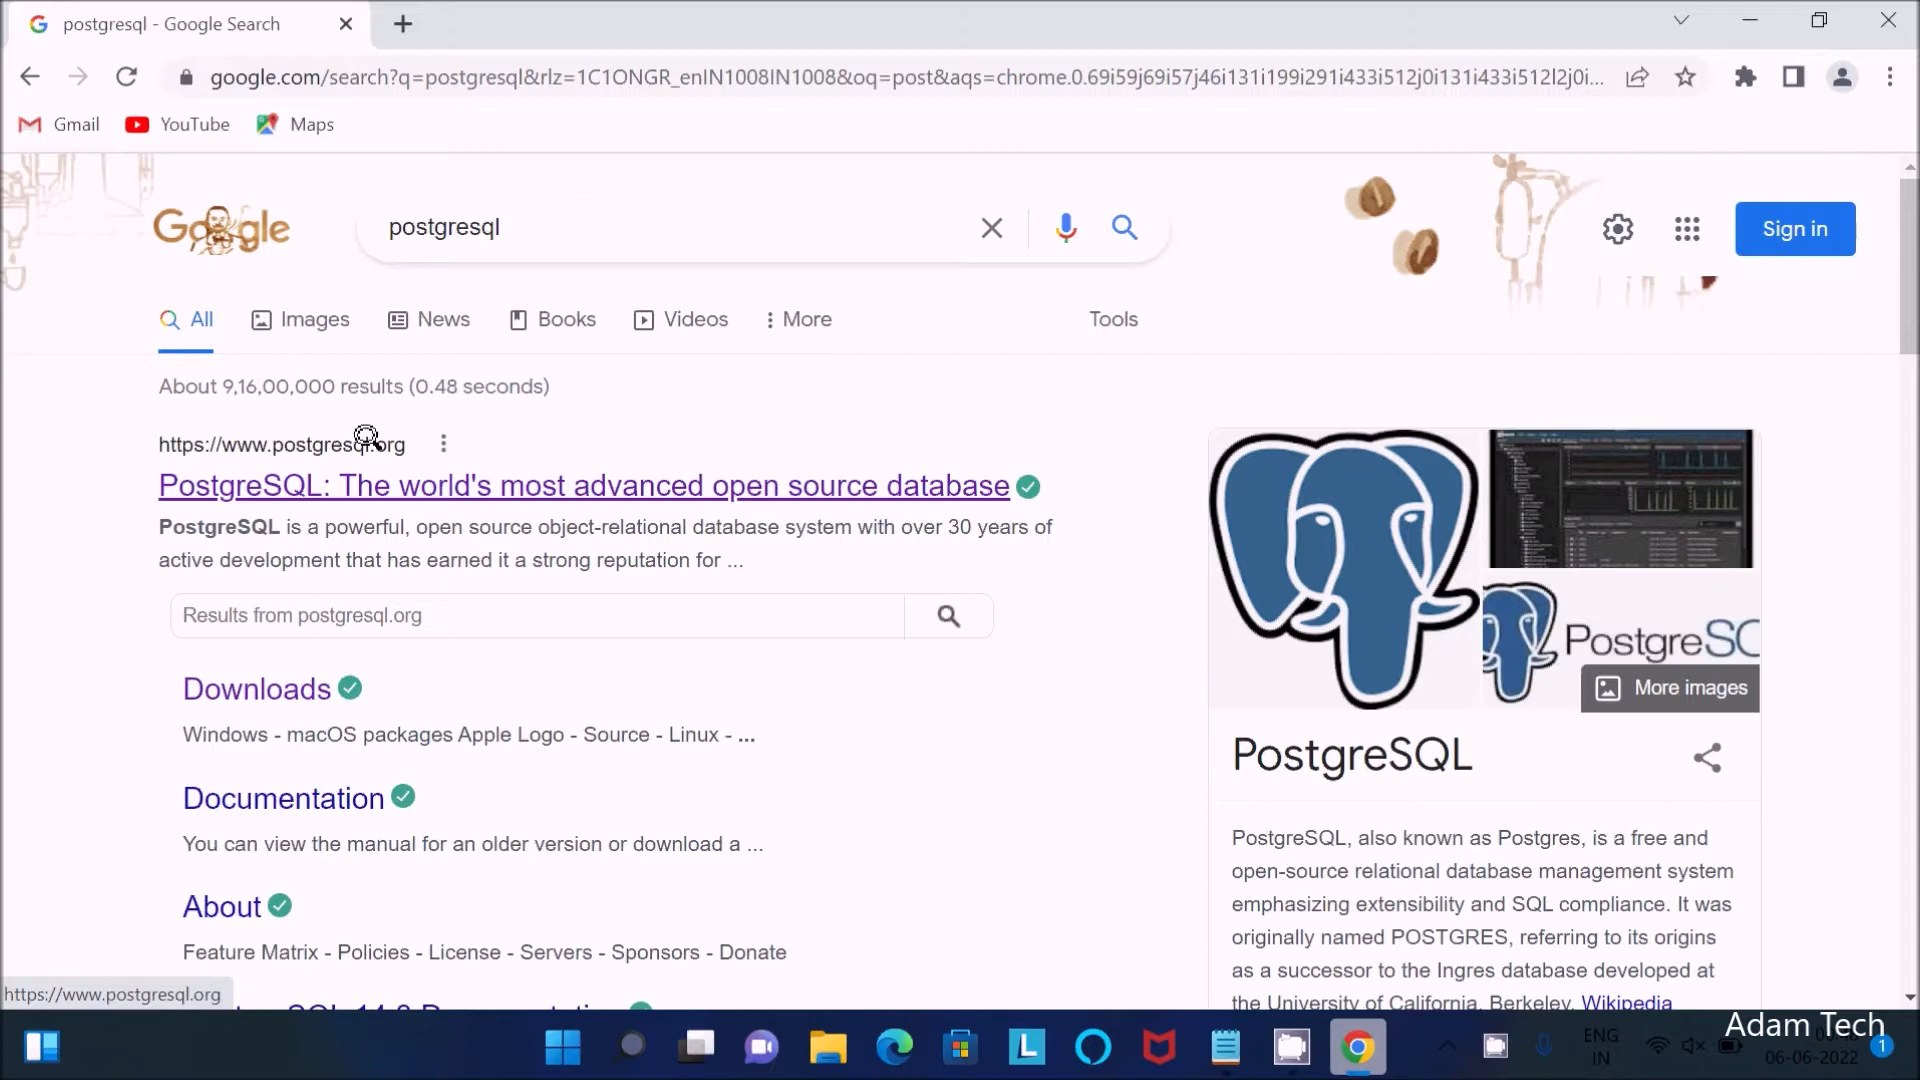 postgresql - Google Search
google.com/search?q=postgresql&rlz=1C1ONGR_enIN1008IN1008&oq=post&aqs=chrome.0.69i59j69i57j46i131i199i291i433i512j0i131i433i512l2j0i...
Gmail YouTube Maps
Google
postgresql
Sign in
All Images News Books Videos More Tools
About 9,16,00,000 results (0.48 seconds)
https://www.postgresql.org
PostgreSQL: The world's most advanced open source database
PostgreSQL is a powerful, open source object-relational database system with over 30 years of
active development that has earned it a strong reputation for ...
Results from postgresql.org
Downloads
Windows - macOS packages Apple Logo - Source - Linux - ...
Documentation
You can view the manual for an older version or download a ...
About
Feature Matrix - Policies - License - Servers - Sponsors - Donate
PostgreSC
More images
PostgreSQL
PostgreSQL, also known as Postgres, is a free and
open-source relational database management system
emphasizing extensibility and SQL compliance. It was
originally named POSTGRES, referring to its origins
as a successor to the Ingres database developed at
the University of California, Berkeley. Wikipedia
https://www.postgresql.org
Adam Tech
L
ENG
IN
06-06-2022
1